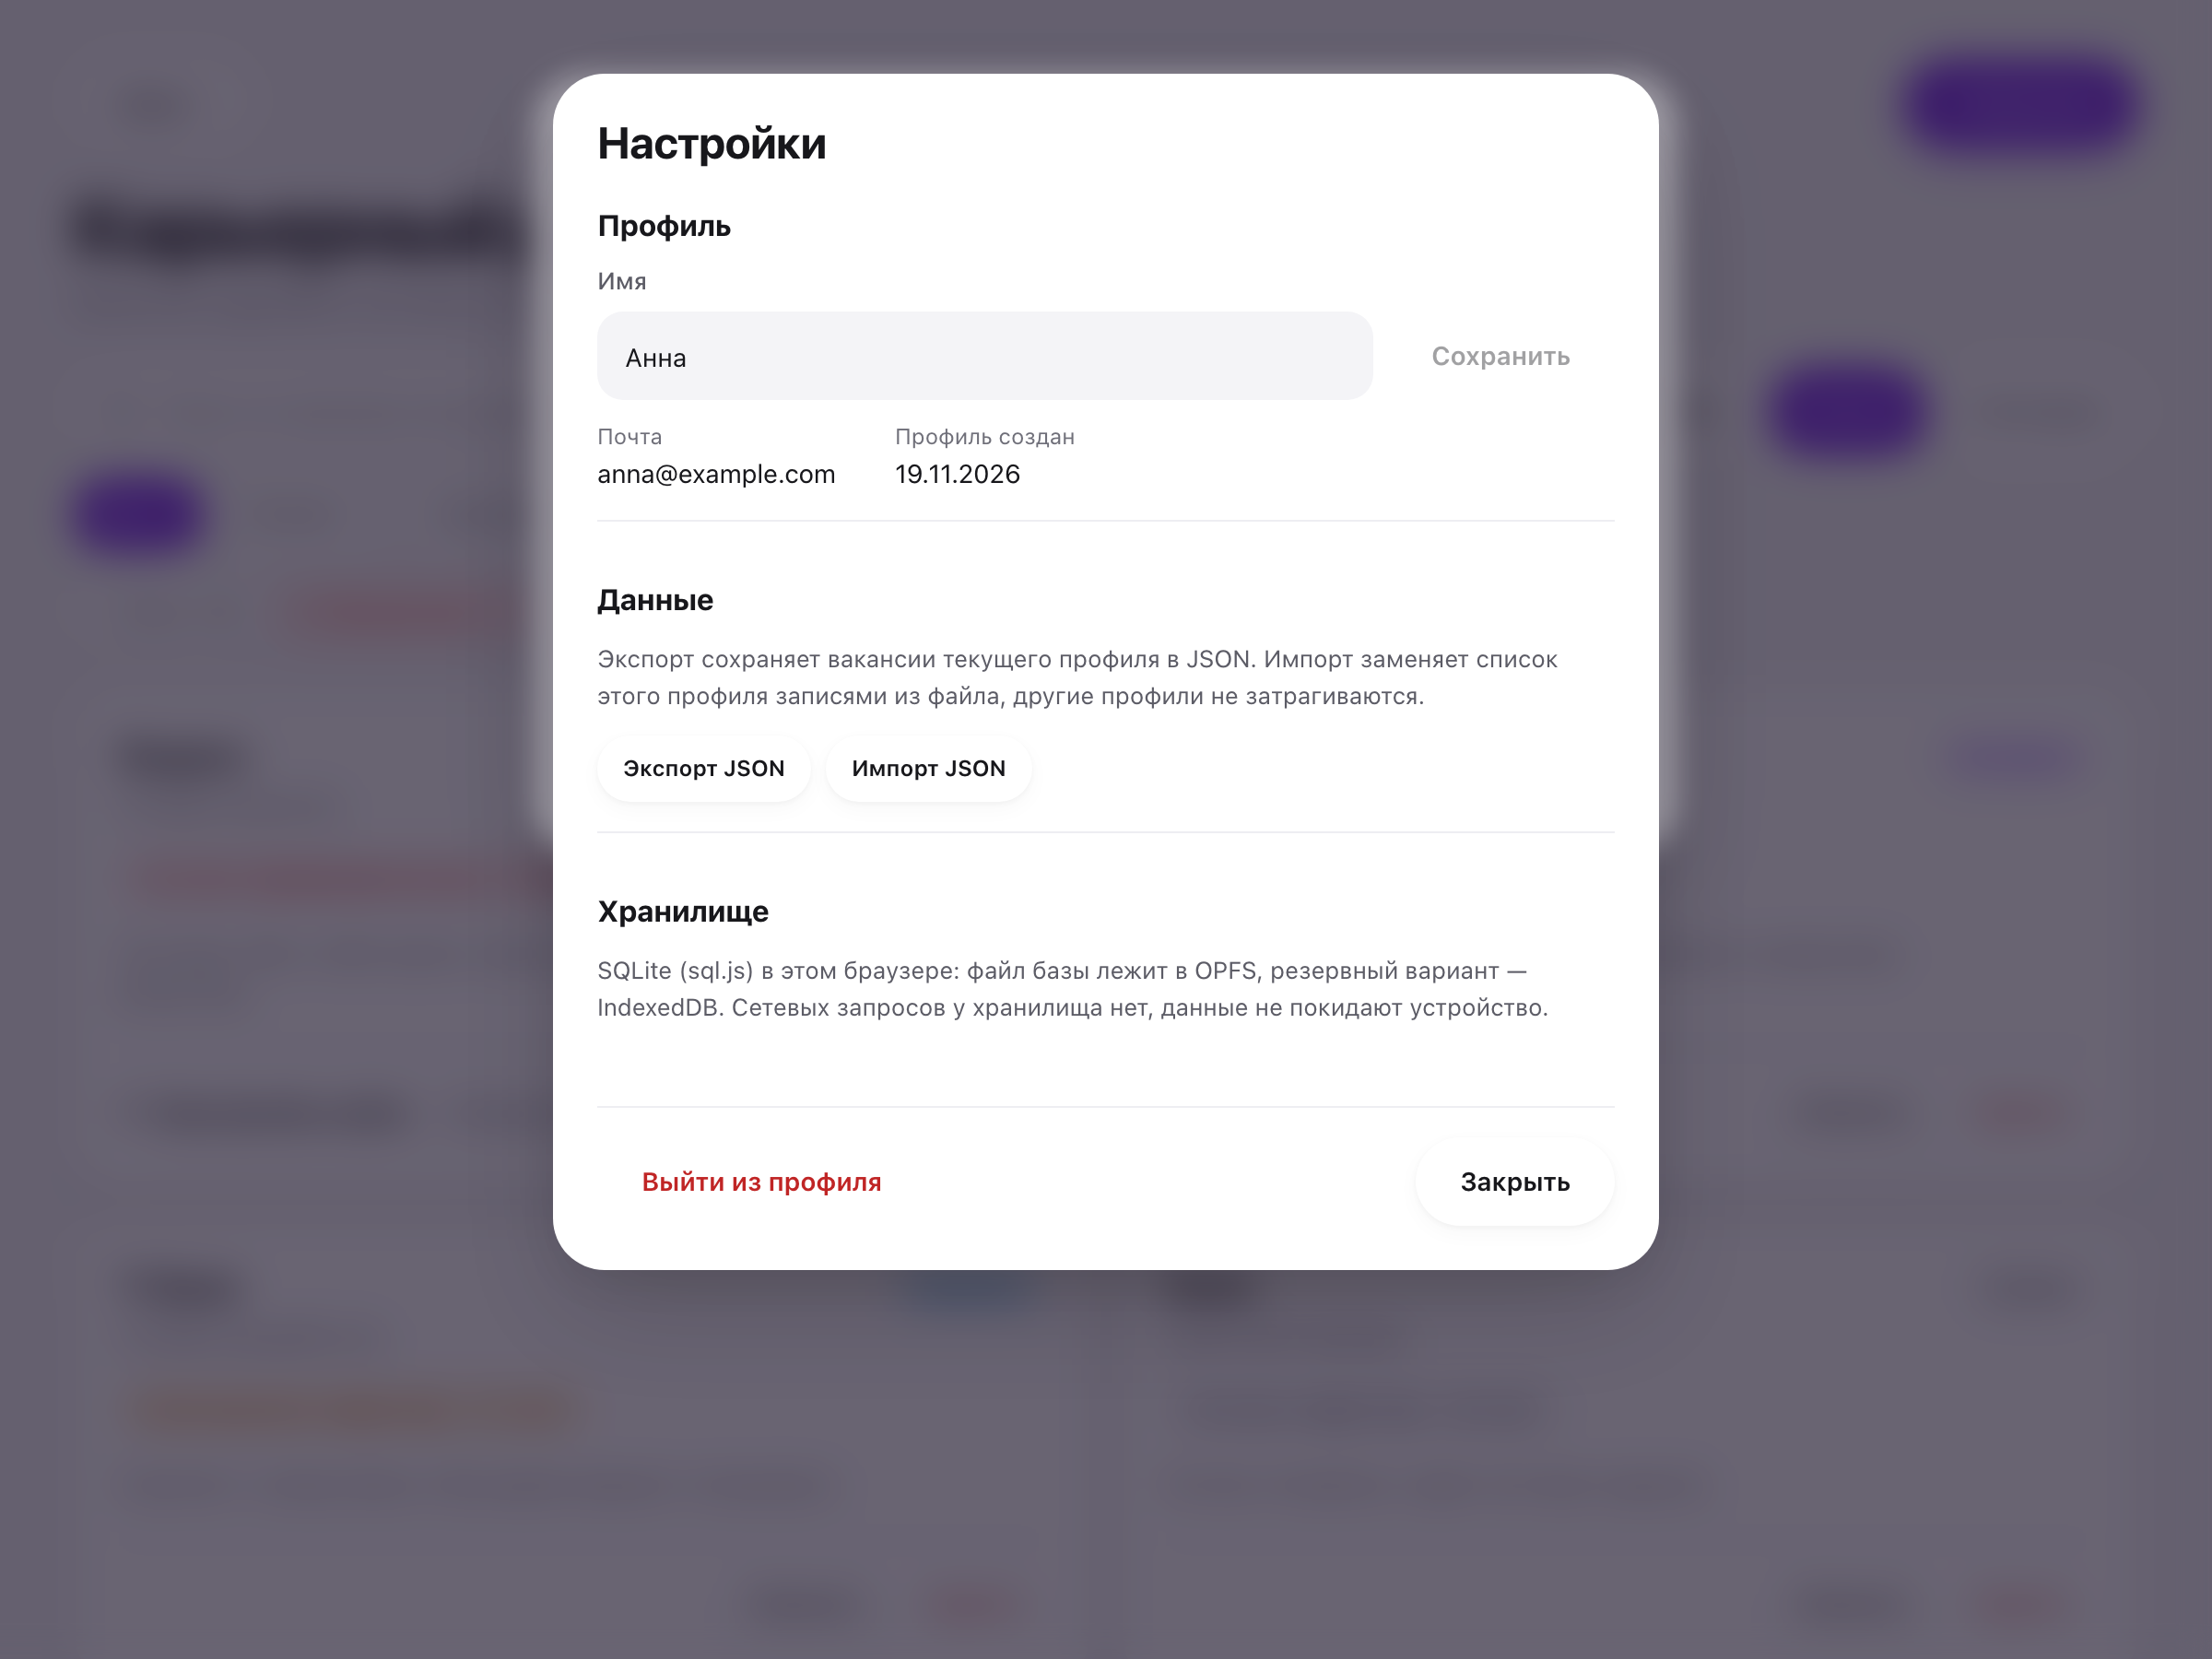 Настройки
Профиль
Имя
Анна
Сохранить
Почта
Профиль создан
anna@example.com
19.11.2026
Данные
Экспорт сохраняет вакансии текущего профиля в JSON. Импорт заменяет список
этого профиля записями из файла, другие профили не затрагиваются.
Экспорт JSON
Импорт JSON
Хранилище
SQLite (sql.js) в этом браузере: файл базы лежит в OPFS, резервный вариант —
IndexedDB. Сетевых запросов у хранилища нет, данные не покидают устройство.
Выйти из профиля
Закрыть